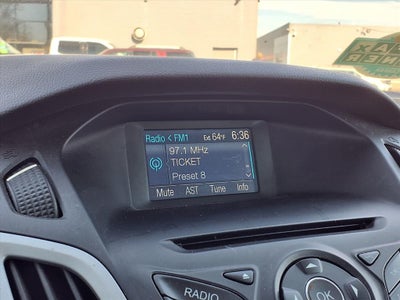 Radio < FM1 Ext 64°F 6:36
97.1 MHz
TICKET
Preset 8
Mute AST Tune Info
RADIO
OK